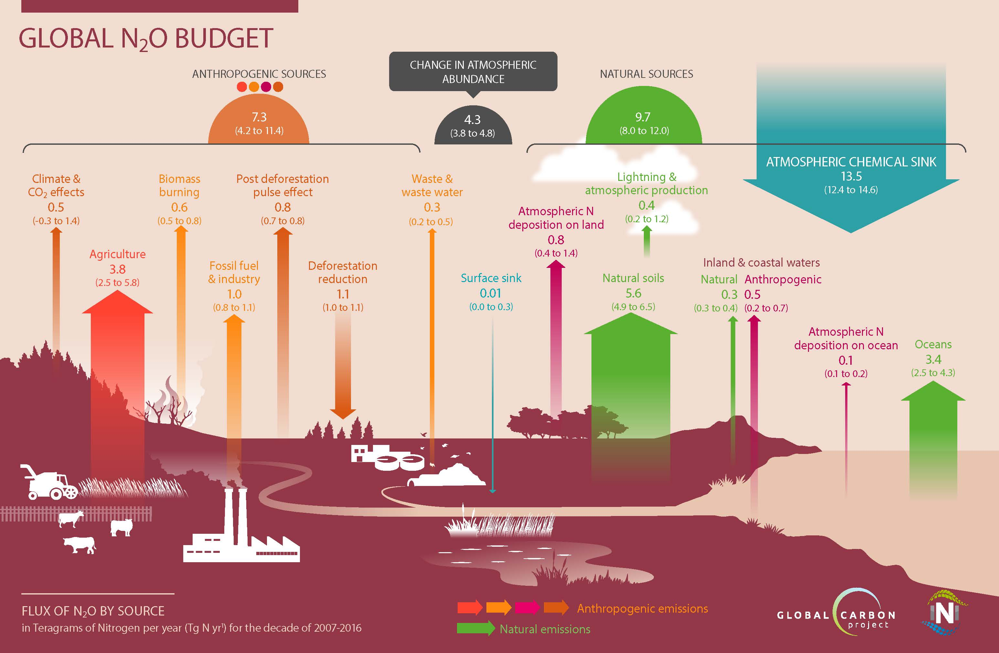 GLOBAL N₂O BUDGET
ANTHROPOGENIC SOURCES
7.3
(4.2 to 11.4)
CHANGE IN ATMOSPHERIC
ABUNDANCE
4.3
(3.8 to 4.8)
NATURAL SOURCES
9.7
(8.0 to 12.0)
ATMOSPHERIC CHEMICAL SINK
13.5
(12.4 to 14.6)
Climate &
CO₂ effects
0.5
(-0.3 to 1.4)
Agriculture
3.8
(2.5 to 5.8)
Biomass
burning
0.6
(0.5 to 0.8)
Fossil fuel
& industry
1.0
(0.8 to 1.1)
Post deforestation
pulse effect
0.8
(0.7 to 0.8)
Deforestation
reduction
1.1
(1.0 to 1.1)
Waste &
waste water
0.3
(0.2 to 0.5)
Surface sink
0.01
(0.0 to 0.3)
Atmospheric N
deposition on land
0.8
(0.4 to 1.4)
Lightning &
atmospheric production
0.4
(0.2 to 1.2)
Natural soils
5.6
(4.9 to 6.5)
Inland & coastal waters
Natural
0.3
(0.3 to 0.4)
Anthropogenic
0.5
(0.2 to 0.7)
Atmospheric N
deposition on ocean
0.1
(0.1 to 0.2)
Oceans
3.4
(2.5 to 4.3)
FLUX OF N₂O BY SOURCE
in Teragrams of Nitrogen per year (Tg N yr¹) for the decade of 2007-2016
Anthropogenic emissions
Natural emissions
GLOBAL CARBON
project
N